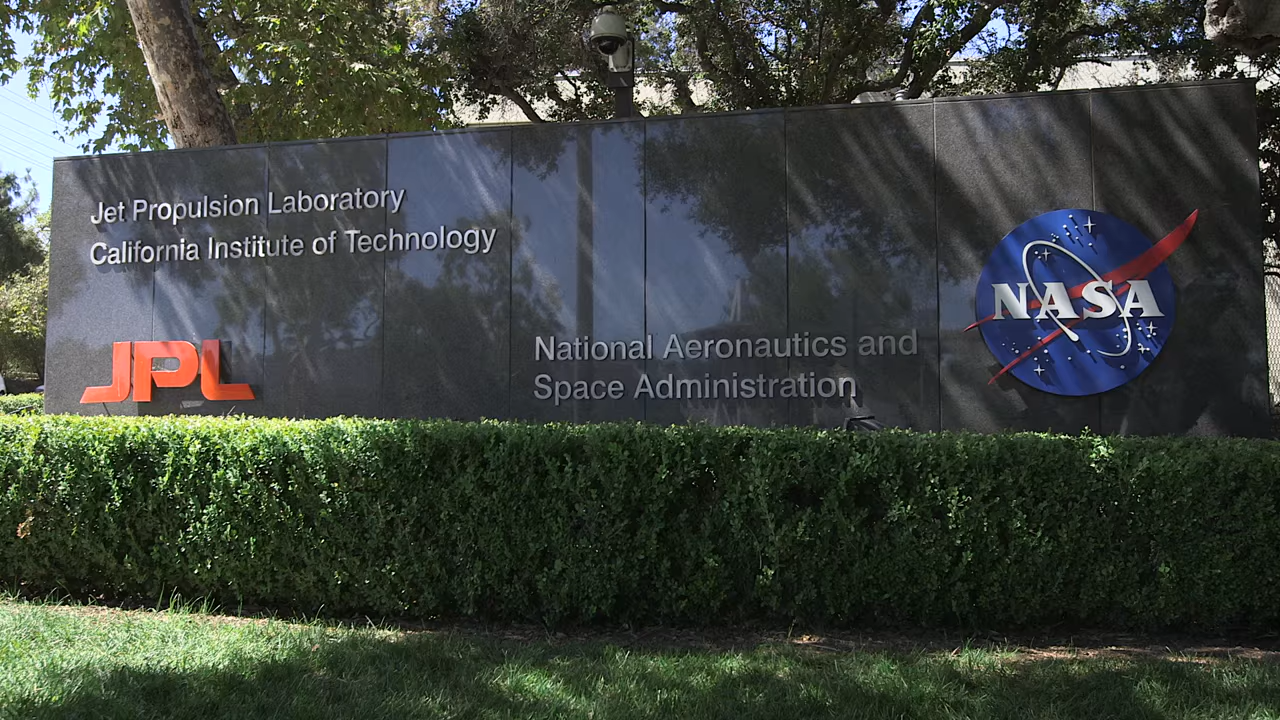 Jet Propulsion Laboratory
California Institute of Technology
JPL
National Aeronautics and
Space Administration
NASA